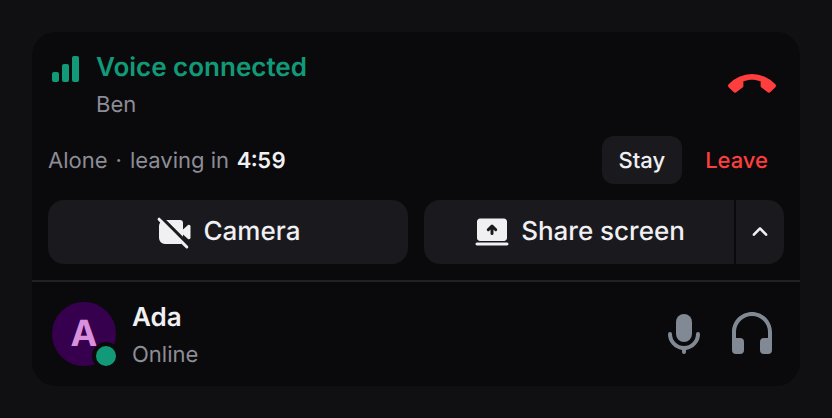 Voice connected
Ben
Alone · leaving in 4:59
Stay
Leave
Camera
Share screen
A
Ada
Online